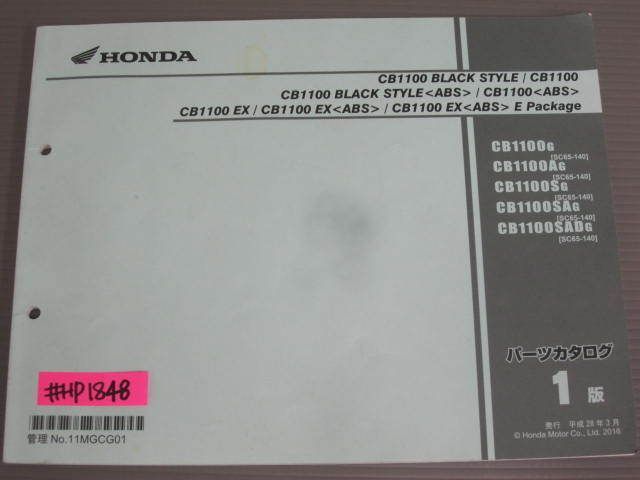 HONDA
CB1100 BLACK STYLE / CB1100
CB1100 BLACK STYLE<ABS> / CB1100<ABS>
CB1100 EX / CB1100 EX<ABS> / CB1100 EX<ABS> E Package
CB1100G
[SC65-140]
CB1100AG
[SC65-140]
CB1100SG
[SC65-140]
CB1100SAG
[SC65-140]
CB1100SADG
[SC65-140]
パーツカタログ
1 版
発行 平成 28 年 3 月
© Honda Motor Co., Ltd. 2016
#HP1848
管理 No.11MGCG01